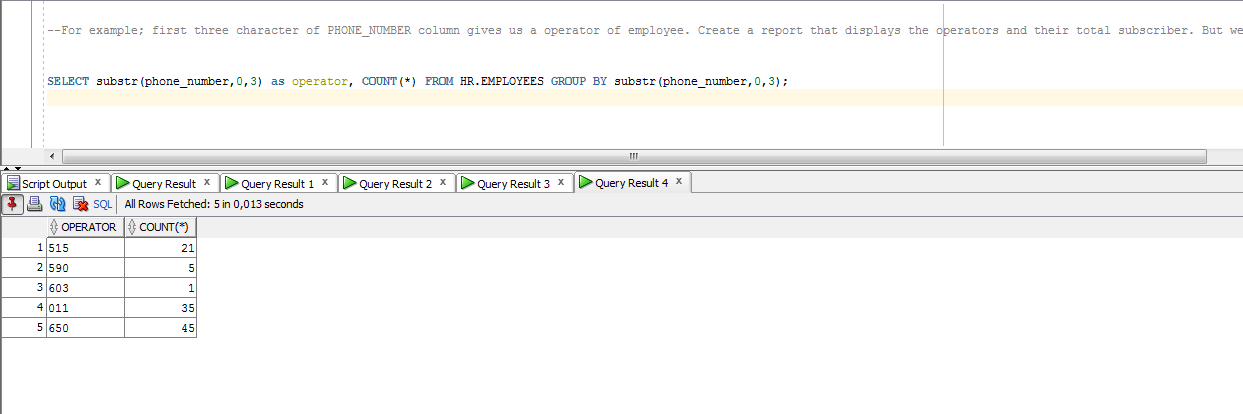 --For example; first three character of PHONE_NUMBER column gives us a operator of employee. Create a report that displays the operators and their total subscriber. But we
SELECT substr(phone_number,0,3) as operator, COUNT(*) FROM HR.EMPLOYEES GROUP BY substr(phone_number,0,3);
Script Output x Query Result x Query Result 1 x Query Result 2 x Query Result 3 x Query Result 4 x
SQL All Rows Fetched: 5 in 0,013 seconds
OPERATOR COUNT(*)
1 515 21
2 590 5
3 603 1
4 011 35
5 650 45